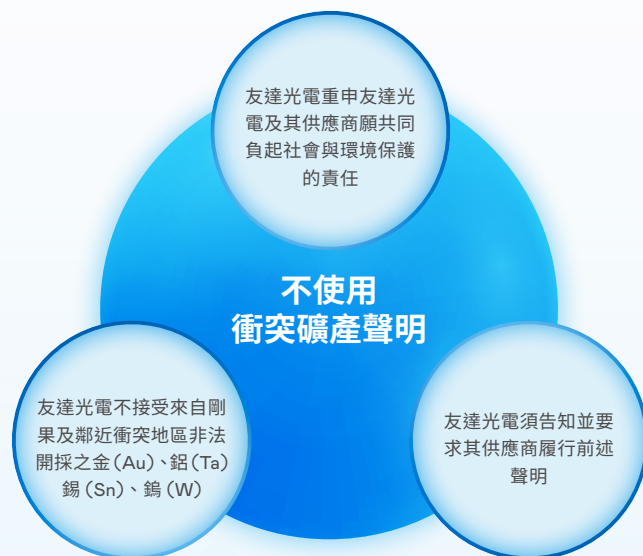 友達光電重申友達光
電及其供應商願共同
負起社會與環境保護
的責任
不使用
衝突礦產聲明
友達光電不接受來自剛
果及鄰近衝突地區非法
開採之金(Au)、鋁(Ta)
錫(Sn)、鎢(W)
友達光電須告知並要
求其供應商履行前述
聲明